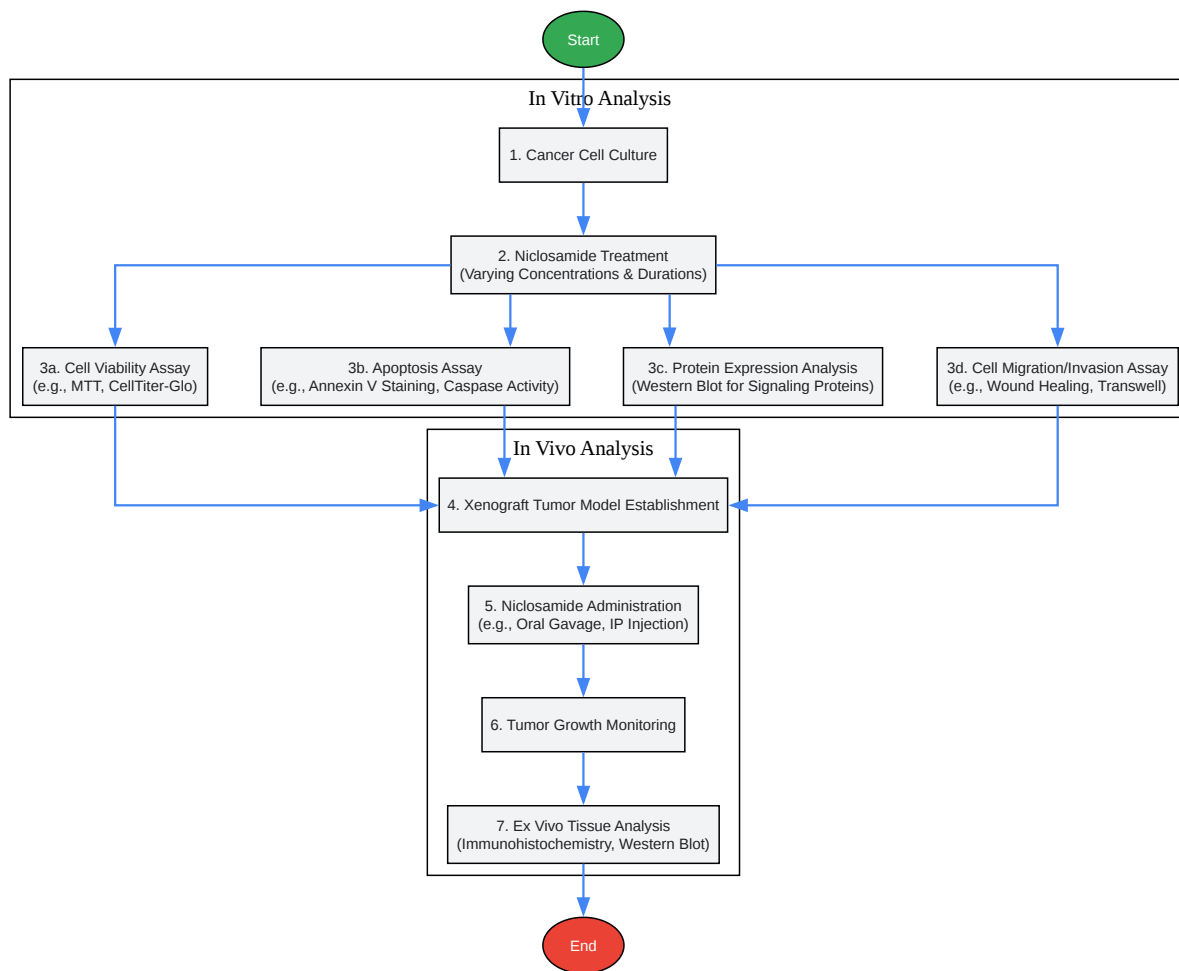 Start
In Vitro Analysis
1. Cancer Cell Culture
2. Niclosamide Treatment
(Varying Concentrations & Durations)
3a. Cell Viability Assay
(e.g., MTT, CellTiter-Glo)
3b. Apoptosis Assay
(e.g., Annexin V Staining, Caspase Activity)
3c. Protein Expression Analysis
(Western Blot for Signaling Proteins)
3d. Cell Migration/Invasion Assay
(e.g., Wound Healing, Transwell)
In Vivo Analysis
4. Xenograft Tumor Model Establishment
5. Niclosamide Administration
(e.g., Oral Gavage, IP Injection)
6. Tumor Growth Monitoring
7. Ex Vivo Tissue Analysis
(Immunohistochemistry, Western Blot)
End